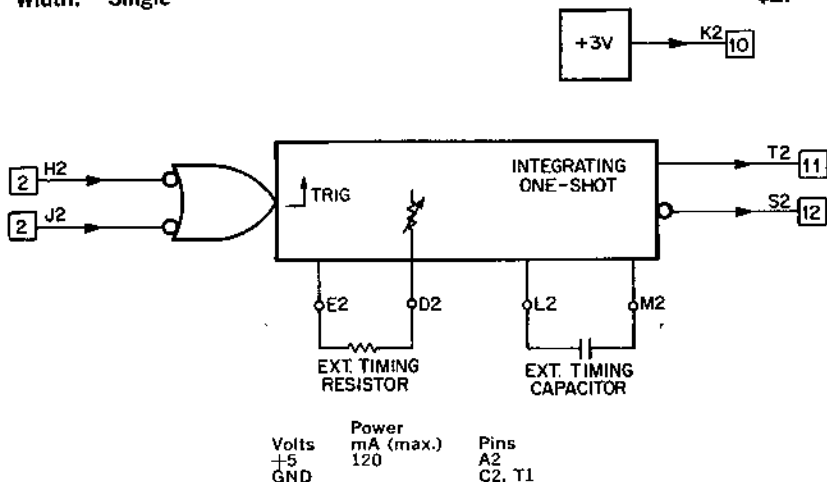 Width: Single
+3V
K2
10
2
H2
2
J2
TRIG
INTEGRATING
ONE-SHOT
T2
11
S2
12
E2
D2
L2
M2
EXT. TIMING
RESISTOR
EXT. TIMING
CAPACITOR
Power
Volts mA (max.) Pins
+5 120 A2
GND C2, T1